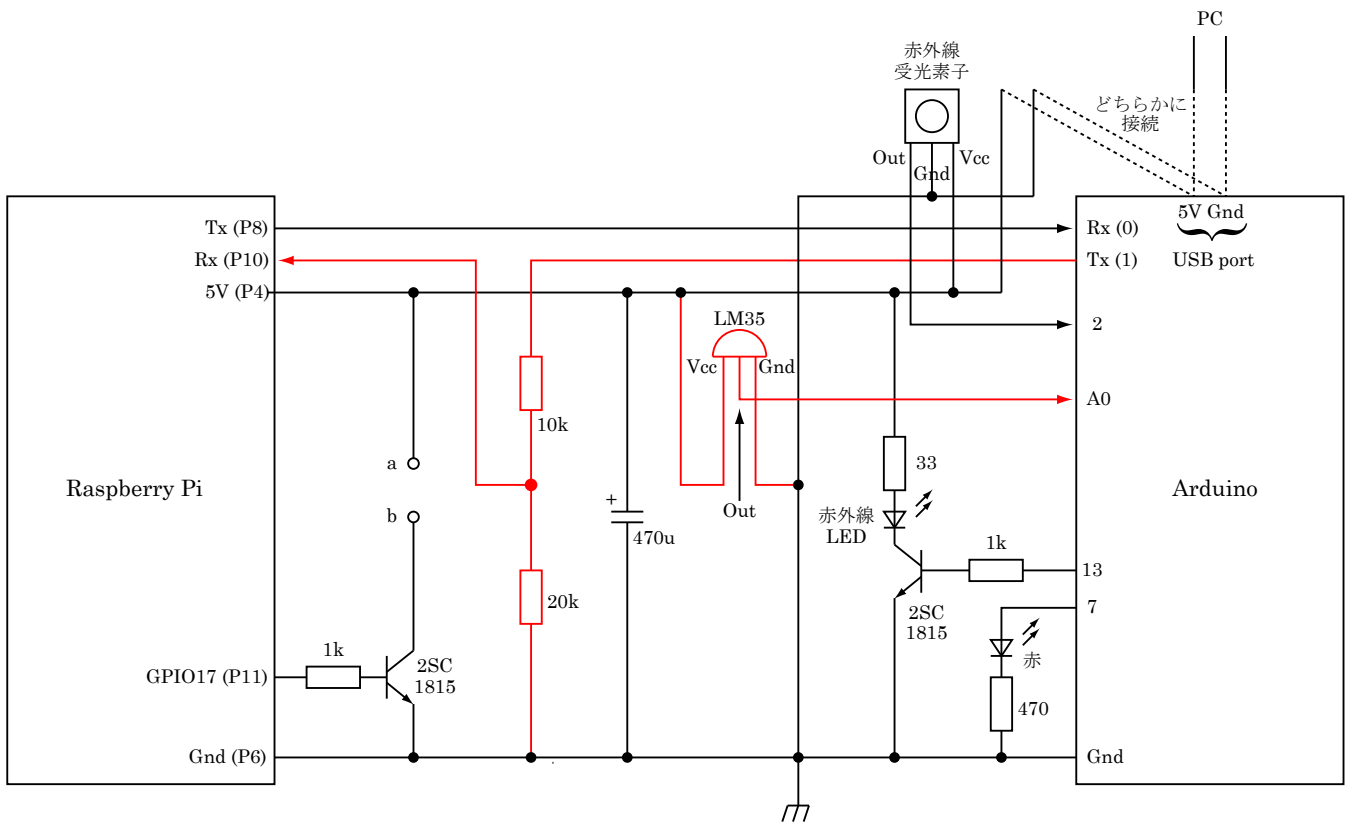 PC
赤外線
受光素子
どちらかに
接続
Out
Gnd
Vcc
5V Gnd
USB port
Tx (P8)
Rx (P10)
5V (P4)
Rx (0)
Tx (1)
2
LM35
Vcc
Gnd
A0
10k
a
b
33
Raspberry Pi
Arduino
+
470u
Out
赤外線
LED
1k
13
20k
2SC
1815
7
赤
1k
2SC
1815
GPIO17 (P11)
470
Gnd (P6)
Gnd